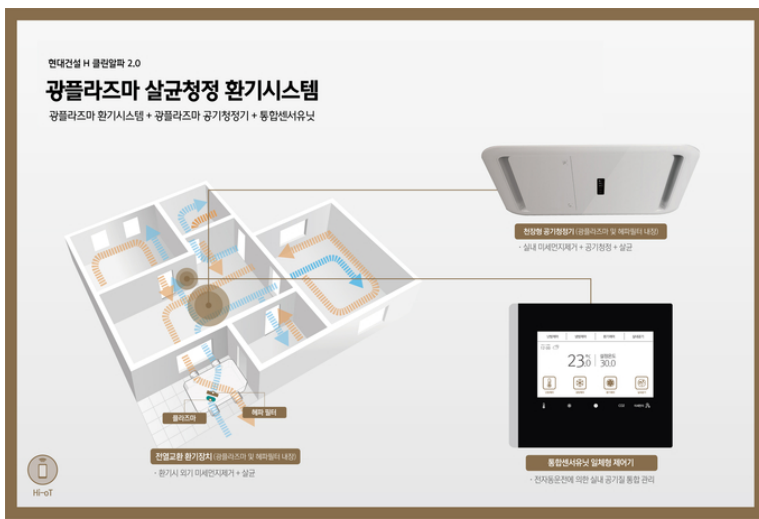 현대건설 H 클린알파 2.0
광플라즈마 살균청정 환기시스템
광플라즈마 환기시스템 + 광플라즈마 공기청정기 + 통합센서유닛
천장형 공기청정기 (광플라즈마 및 헤파필터 내장)
- 실내 미세먼지제거 + 공기청정 + 살균
23.0
30.0
플라즈마
헤파 필터
전열교환 환기장치 (광플라즈마 및 헤파필터 내장)
- 환기시 외기 미세먼지제거 + 살균
통합센서유닛 일체형 제어기
- 전자동운전에 의한 실내 공기질 통합 관리
Hi-oT